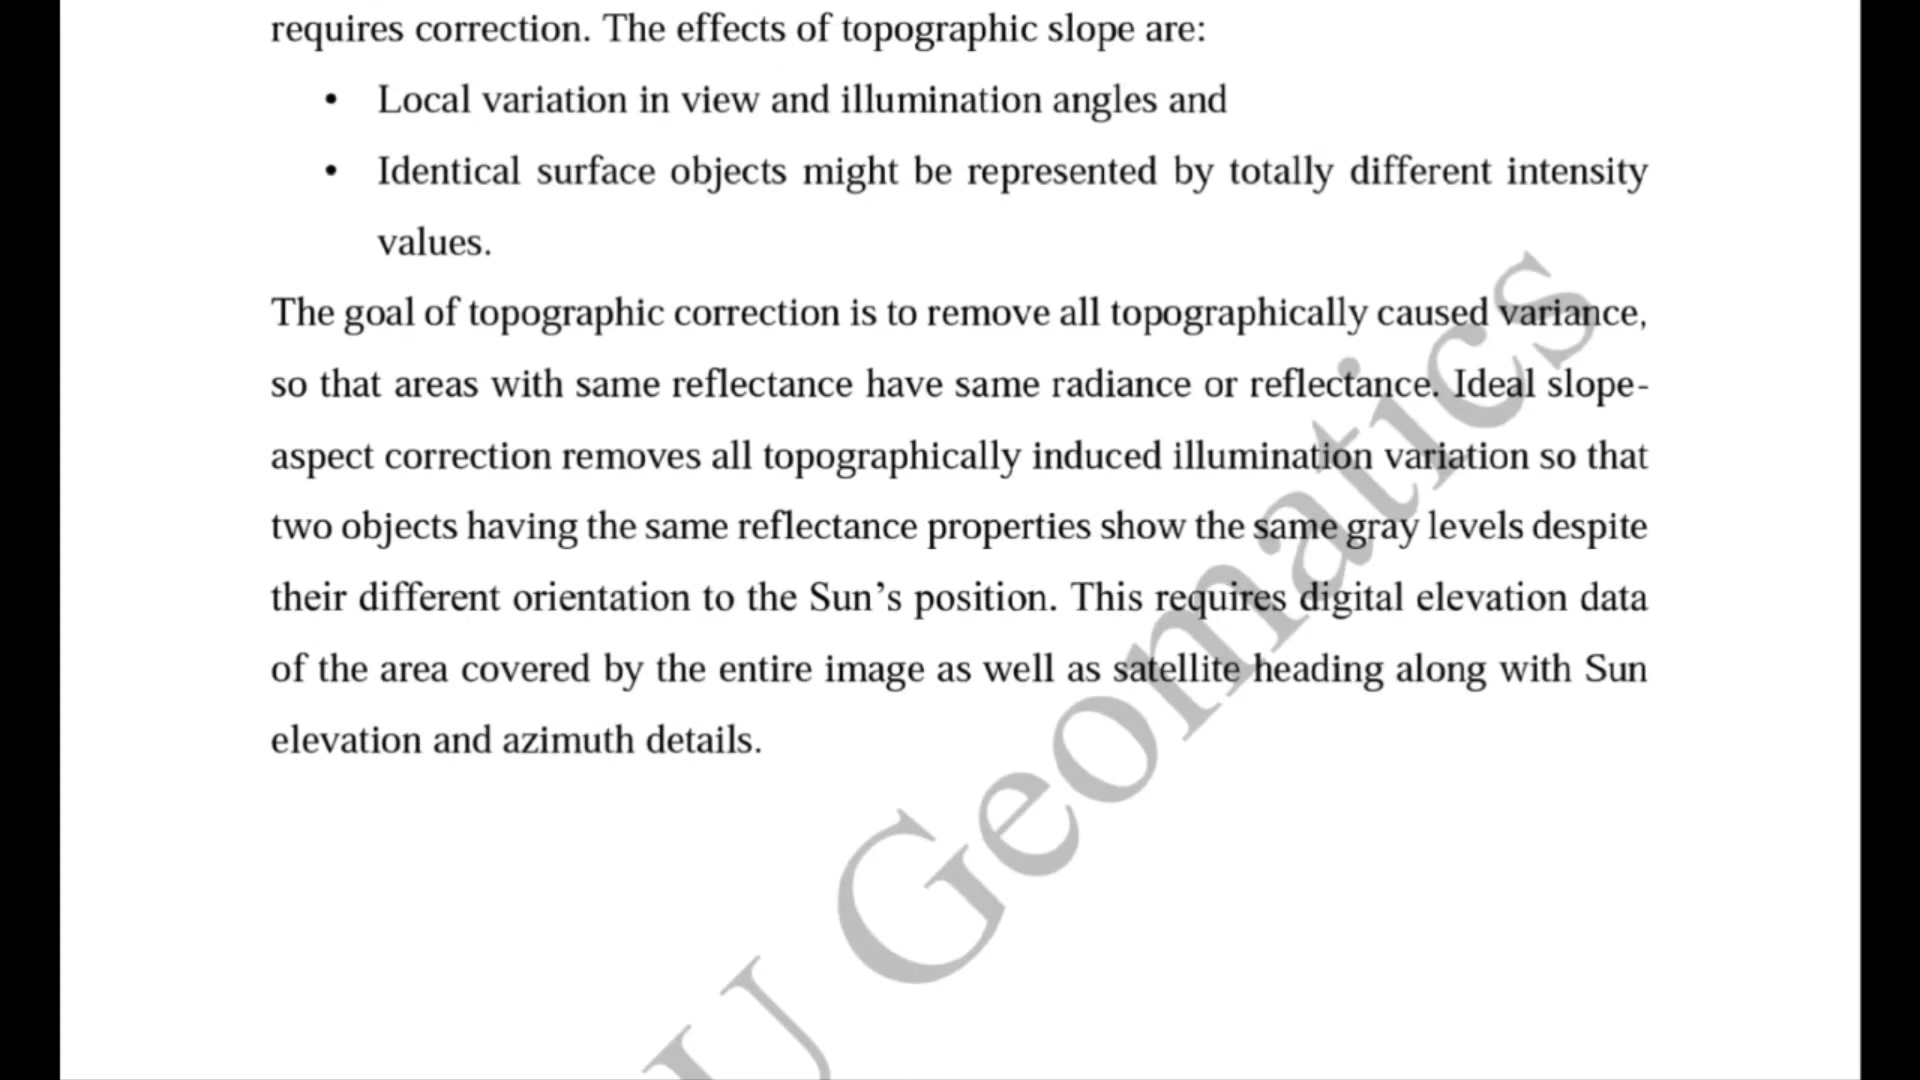 requires correction. The effects of topographic slope are:
• Local variation in view and illumination angles and
• Identical surface objects might be represented by totally different intensity
values.
The goal of topographic correction is to remove all topographically caused variance,
so that areas with same reflectance have same radiance or reflectance. Ideal slope-
aspect correction removes all topographically induced illumination variation so that
two objects having the same reflectance properties show the same gray levels despite
their different orientation to the Sun’s position. This requires digital elevation data
of the area covered by the entire image as well as satellite heading along with Sun
elevation and azimuth details.
U Geomatics